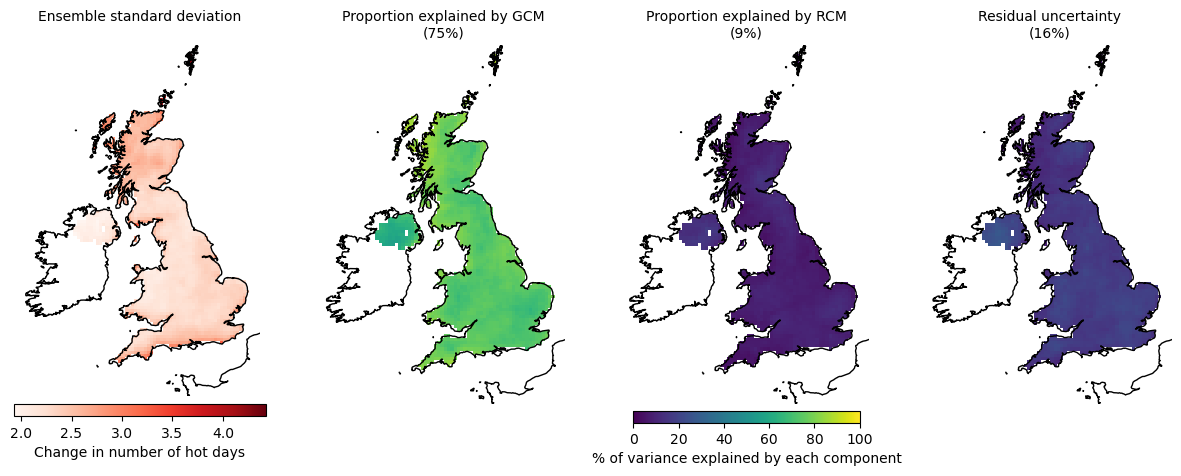 Ensemble standard deviation
Proportion explained by GCM
(75%)
Proportion explained by RCM
(9%)
Residual uncertainty
(16%)
2.0 2.5 3.0 3.5 4.0
Change in number of hot days
0 20 40 60 80 100
% of variance explained by each component